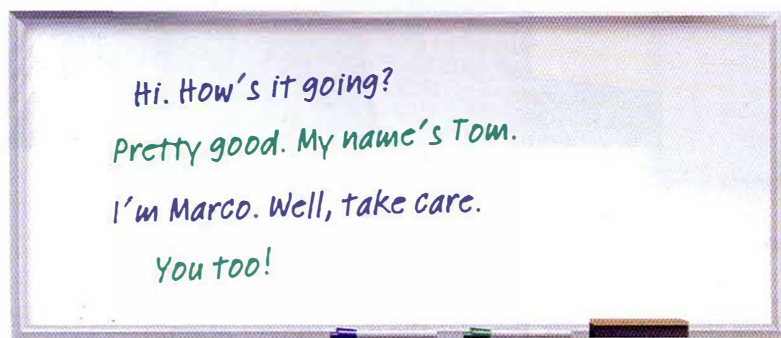 Hi. How's it going?
Pretty good. My name's Tom.
I'm Marco. Well, take care.
You too!